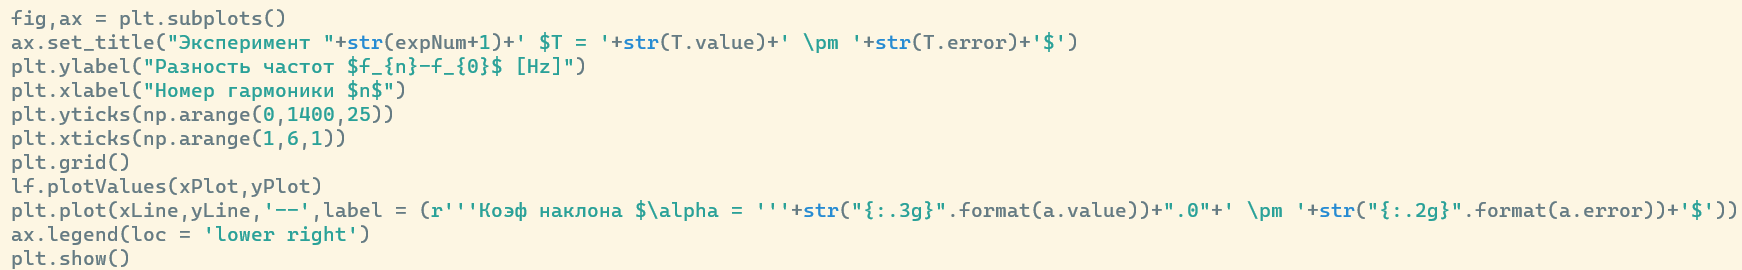 fig,ax = plt.subplots()
ax.set_title("Эксперимент "+str(expNum+1)+' $T = '+str(T.value)+' \pm '+str(T.error)+'$')
plt.ylabel("Разность частот $f_{n}-f_{0}$ [Hz]")
plt.xlabel("Номер гармоники $n$")
plt.yticks(np.arange(0,1400,25))
plt.xticks(np.arange(1,6,1))
plt.grid()
lf.plotValues(xPlot,yPlot)
plt.plot(xLine,yLine,'--',label = (r'''Коэф наклона $\alpha = '''+str("{:.3g}".format(a.value))+".0"+' \pm '+str("{:.2g}".format(a.error))+'$'))
ax.legend(loc = 'lower right')
plt.show()